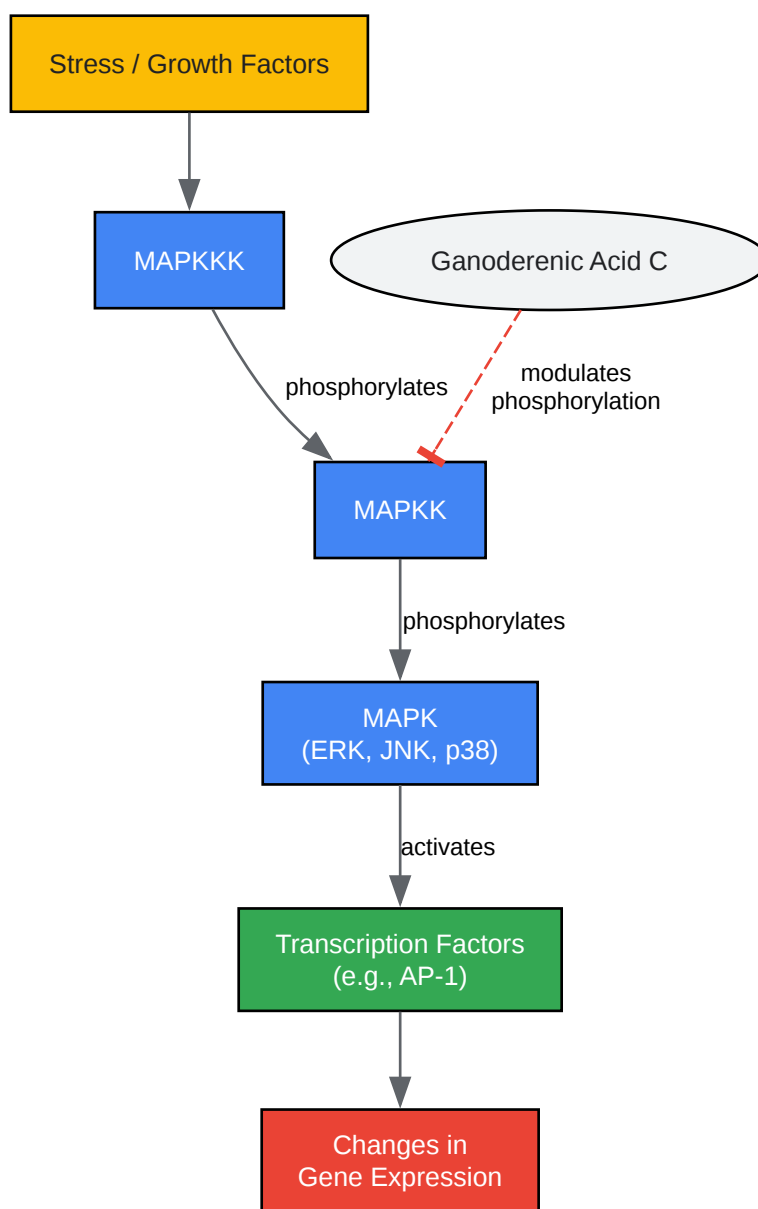 Stress / Growth Factors
MAPKKK
Ganoderenic Acid C
phosphorylates
modulates
phosphorylation
MAPKK
phosphorylates
MAPK
(ERK, JNK, p38)
activates
Transcription Factors
(e.g., AP-1)
Changes in
Gene Expression